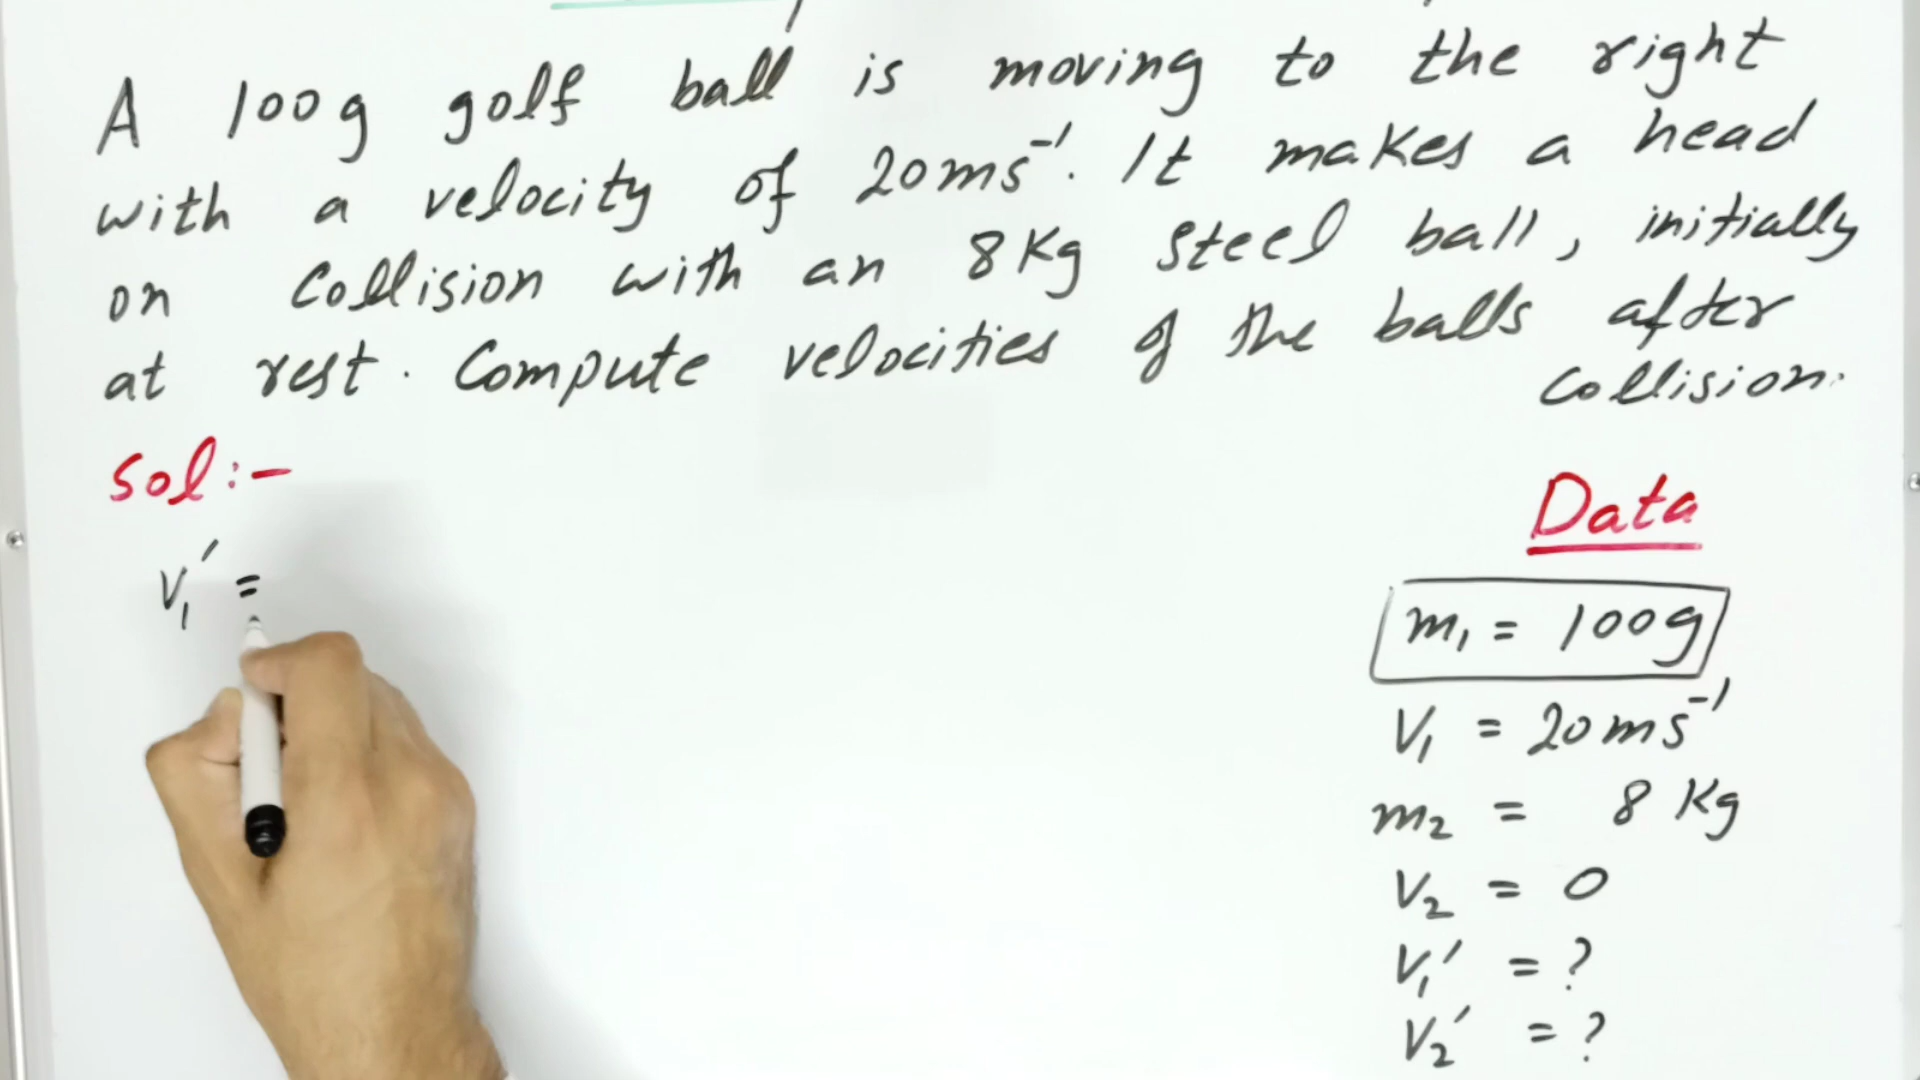 A 100g golf ball is moving to the right
with a velocity of 20ms⁻¹. It makes a head
on collision with an 8Kg steel ball, initially
at rest. Compute velocities of the balls after
collision.
Sol:-
V₁′ =
Data
m₁ = 100g
V₁ = 20ms⁻¹
m₂ = 8 Kg
V₂ = 0
V₁′ = ?
V₂′ = ?